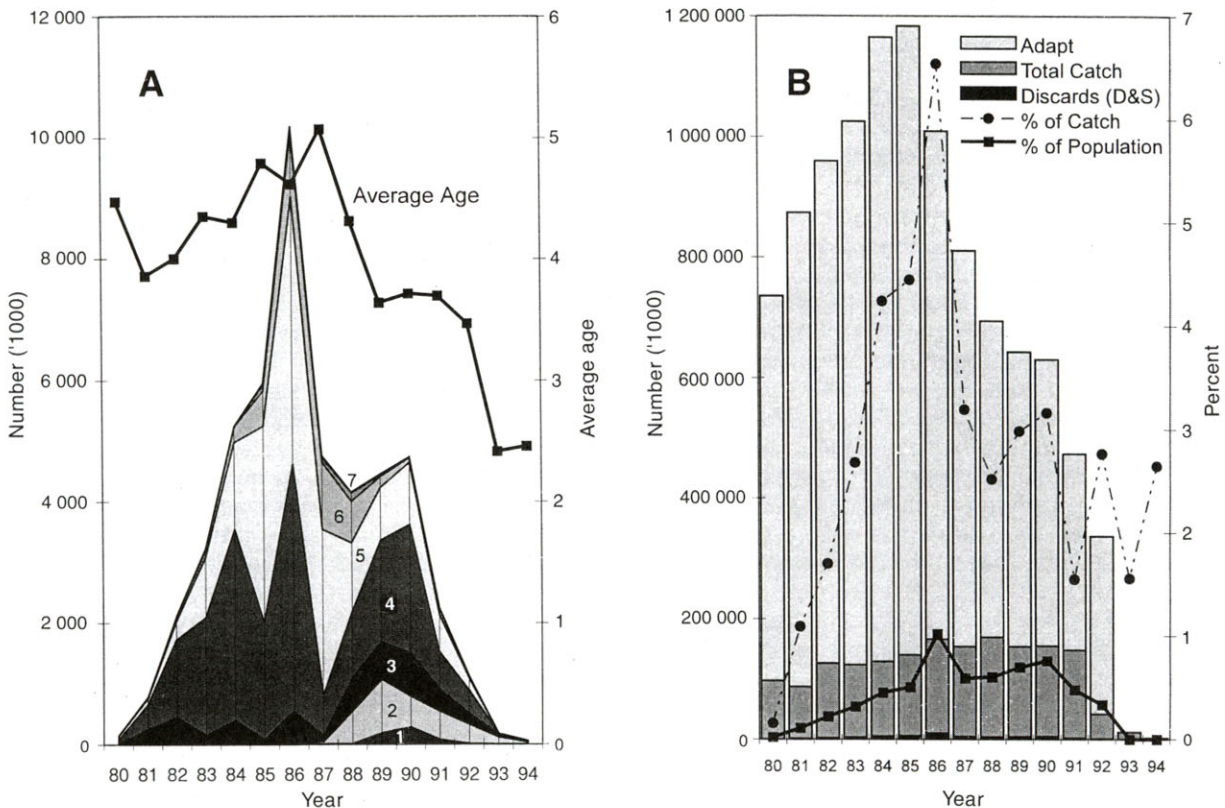 12 000
10 000
8 000
6 000
4 000
2 000
0
Number ('1000)
A
Average Age
7
6
5
4
3
2
1
6
5
4
3
2
1
0
Average age
80 81 82 83 84 85 86 87 88 89 90 91 92 93 94
Year
1 200 000
1 000 000
800 000
600 000
400 000
200 000
0
Number ('1000)
B
Adapt
Total Catch
Discards (D&S)
% of Catch
% of Population
7
6
5
4
3
2
1
0
Percent
80 81 82 83 84 85 86 87 88 89 90 91 92 93 94
Year